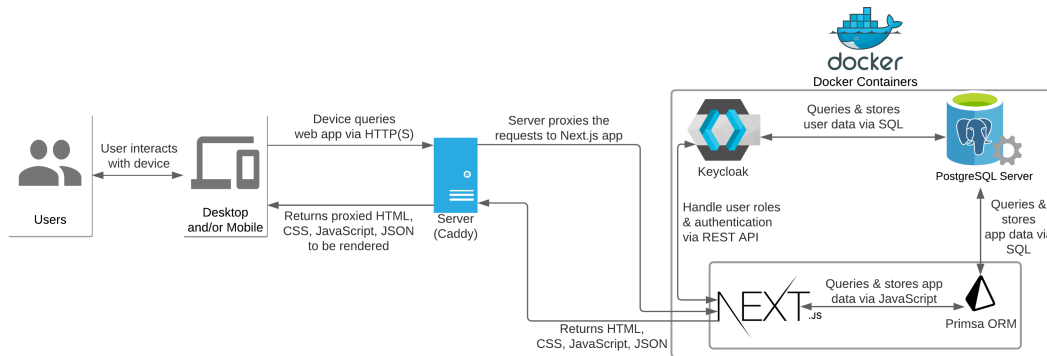 docker
Docker Containers
Device queries
web app via HTTP(S)
Server proxies the
requests to Next.js app
Queries & stores
user data via SQL
User interacts
with device
Keycloak
PostgreSQL Server
Users
Desktop
and/or Mobile
Returns proxied HTML,
CSS, JavaScript, JSON
to be rendered
Server
(Caddy)
Handle user roles
& authentication
via REST API
Queries &
stores
app data via
SQL
Queries & stores app
data via JavaScript
NEXT
.JS
Primsa ORM
Returns HTML,
CSS, JavaScript, JSON